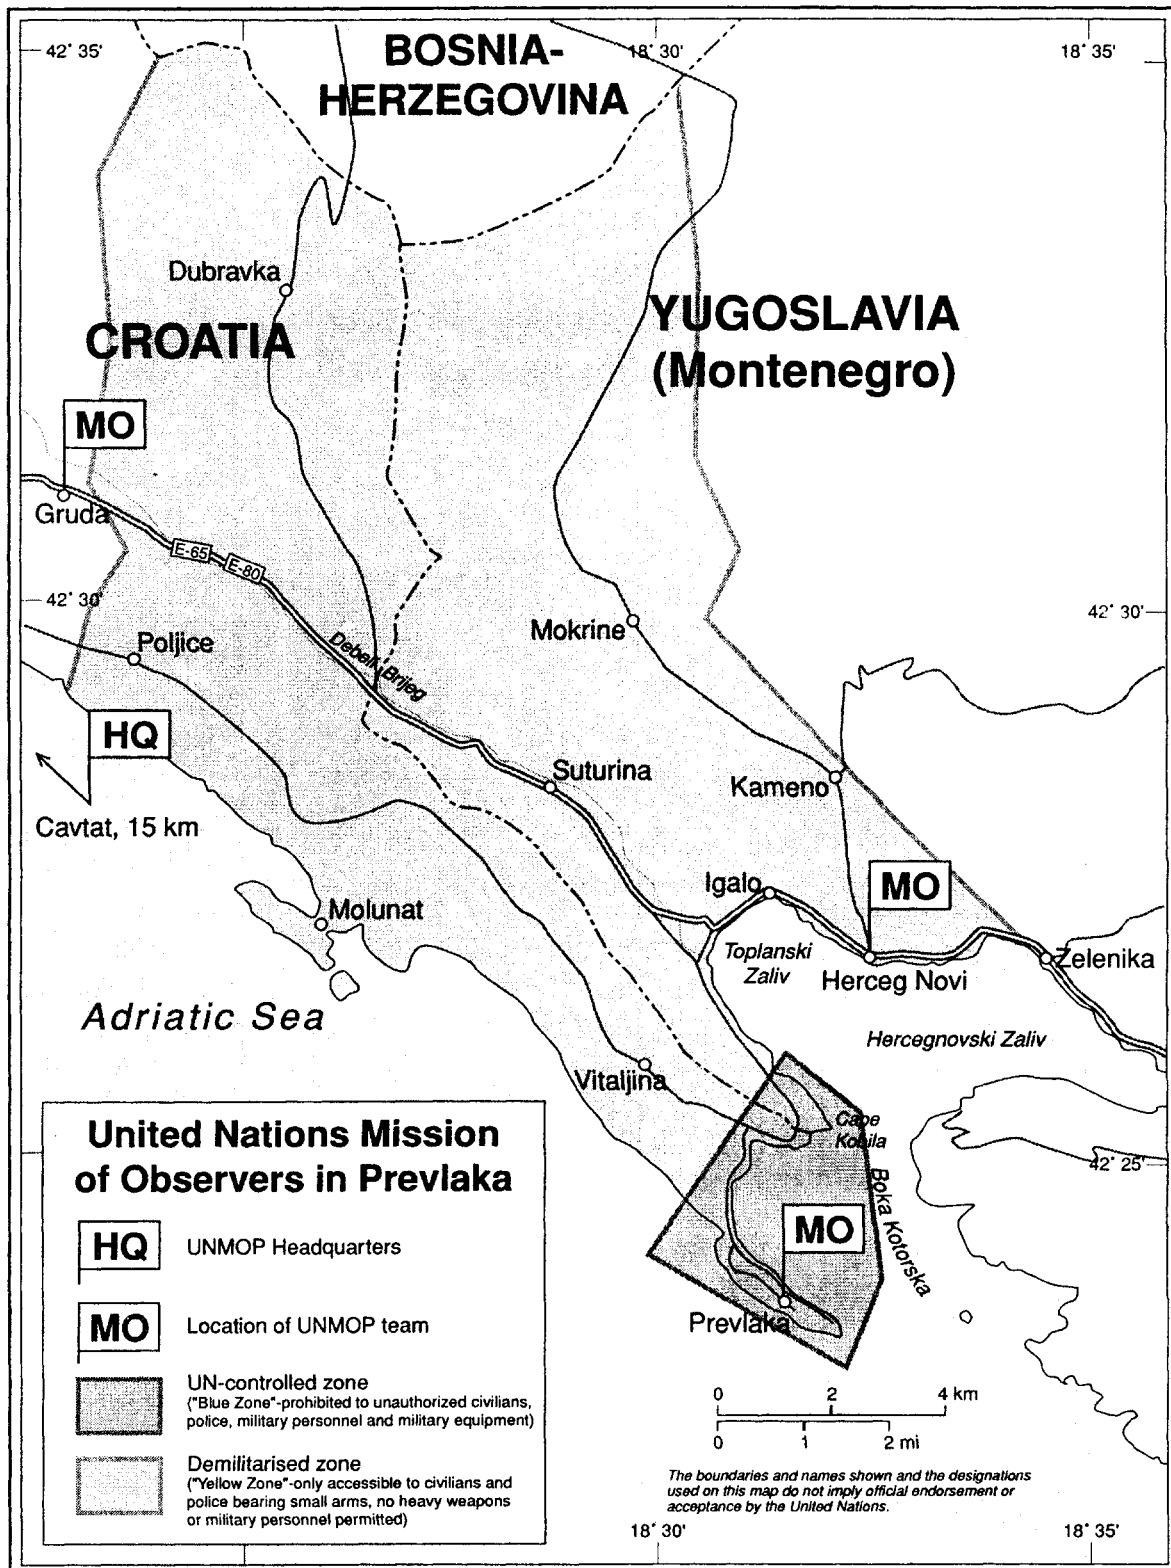 42° 35'
BOSNIA-
HERZEGOVINA
18° 30'
18° 35'
Dubravka
CROATIA
YUGOSLAVIA
(Montenegro)
MO
Gruda
E-65
E-80
42° 30'
42° 30'
Mokrine
Poljice
Debeli Brijeg
HQ
Suturina
Kameno
Cavtat, 15 km
Igalo
MO
Molunat
Toplanski
Zaliv
Herceg Novi
Zelenika
Adriatic Sea
Hercegnovski Zaliv
Vitaljina
Cape
Kobila
42° 25'
Boka Kotorska
MO
Prevlaka
United Nations Mission
of Observers in Prevlaka
HQ
UNMOP Headquarters
MO
Location of UNMOP team
UN-controlled zone
("Blue Zone"-prohibited to unauthorized civilians,
police, military personnel and military equipment)
Demilitarised zone
("Yellow Zone"-only accessible to civilians and
police bearing small arms, no heavy weapons
or military personnel permitted)
0 2 4 km
0 1 2 mi
The boundaries and names shown and the designations
used on this map do not imply official endorsement or
acceptance by the United Nations.
18° 30'
18° 35'